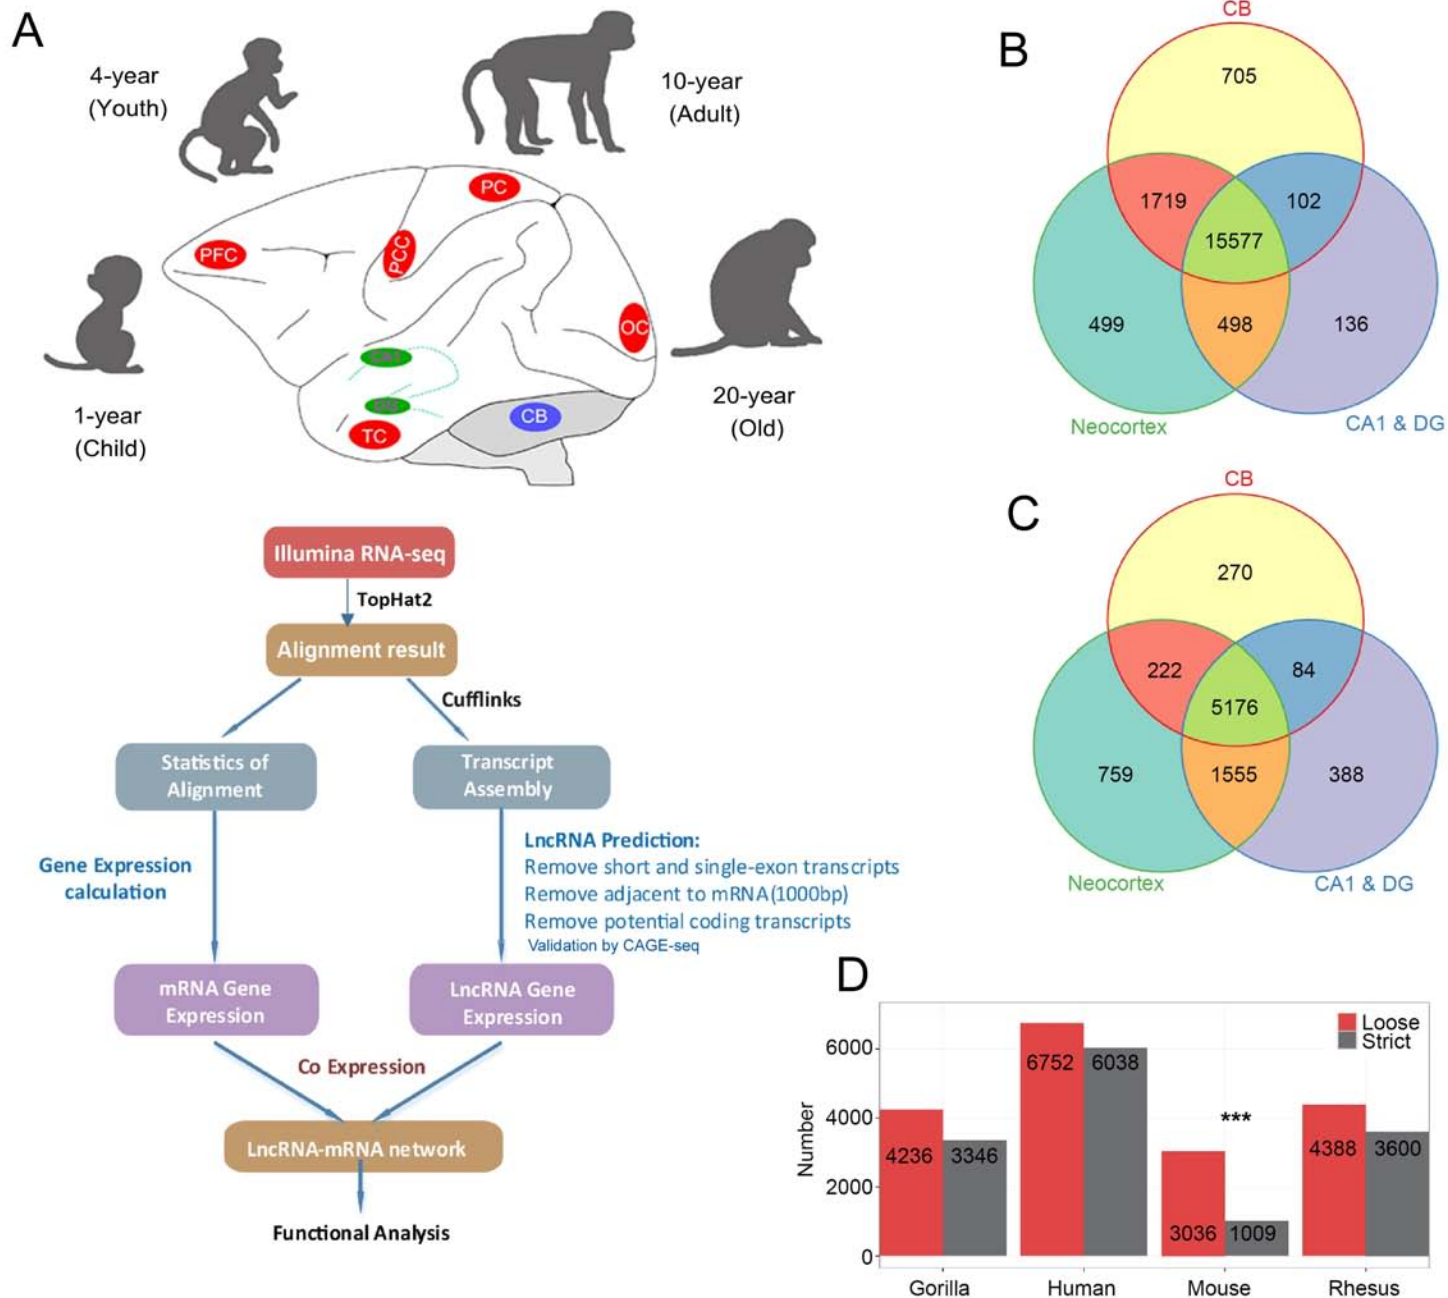 A
4-year
(Youth)
10-year
(Adult)
PC
PFC
PCC
OC
CA1
TC
CB
1-year
(Child)
20-year
(Old)
Illumina RNA-seq
TopHat2
Alignment result
Cufflinks
Statistics of
Alignment
Transcript
Assembly
Gene Expression
calculation
LncRNA Prediction:
Remove short and single-exon transcripts
Remove adjacent to mRNA(1000bp)
Remove potential coding transcripts
Validation by CAGE-seq
mRNA Gene
Expression
LncRNA Gene
Expression
Co Expression
LncRNA-mRNA network
Functional Analysis
B
CB
705
1719
102
15577
499
498
136
Neocortex
CA1 & DG
C
CB
270
222
84
5176
759
1555
388
Neocortex
CA1 & DG
D
Loose
Strict
Number
6000
4000
2000
0
4236
3346
6752
6038
***
3036
1009
4388
3600
Gorilla
Human
Mouse
Rhesus